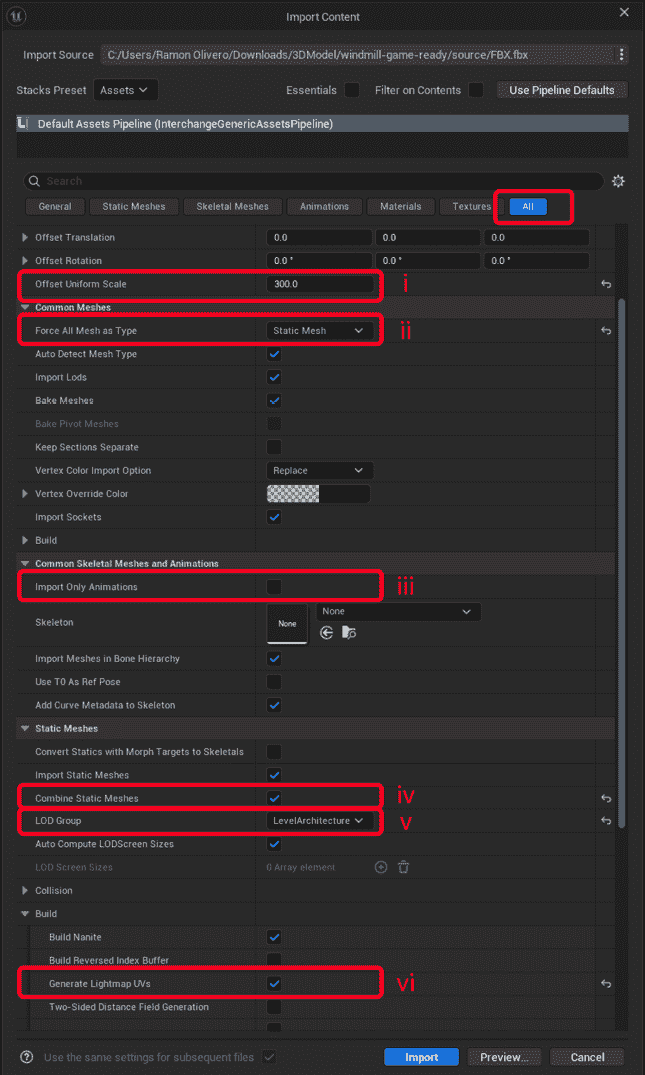 Import Content
Import Source C:/Users/Ramon Olivero/Downloads/3DModel/windmill-game-ready/source/FBX.fbx
Stacks Preset Assets Essentials Filter on Contents Use Pipeline Defaults
Default Assets Pipeline (InterchangeGenericAssetsPipeline)
Search
General Static Meshes Skeletal Meshes Animations Materials Textures All
Offset Translation 0.0 0.0 0.0
Offset Rotation 0.0 ° 0.0 ° 0.0 °
Offset Uniform Scale 300.0 i
Common Meshes
Force All Mesh as Type Static Mesh ii
Auto Detect Mesh Type
Import Lods
Bake Meshes
Bake Pivot Meshes
Keep Sections Separate
Vertex Color Import Option Replace
Vertex Override Color
Import Sockets
Build
Common Skeletal Meshes and Animations
Import Only Animations iii
Skeleton None None
Import Meshes in Bone Hierarchy
Use T0 As Ref Pose
Add Curve Metadata to Skeleton
Static Meshes
Convert Statics with Morph Targets to Skeletals
Import Static Meshes
Combine Static Meshes iv
LOD Group LevelArchitecture v
Auto Compute LODScreen Sizes
LOD Screen Sizes 0 Array element
Collision
Build
Build Nanite
Build Reversed Index Buffer
Generate Lightmap UVs vi
Two-Sided Distance Field Generation
Use the same settings for subsequent files Import Preview... Cancel